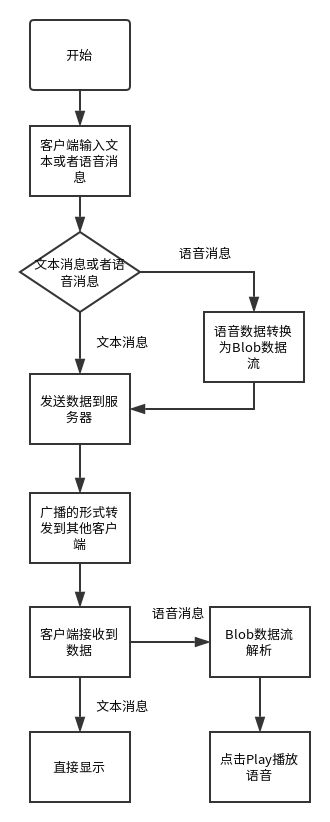 开始
客户端输入文
本或者语音消
息
文本消息或者语
音消息
语音消息
语音数据转换
为Blob数据
流
文本消息
发送数据到服
务器
广播的形式转
发到其他客户
端
客户端接收到
数据
语音消息
Blob数据流
解析
文本消息
直接显示
点击Play播放
语音